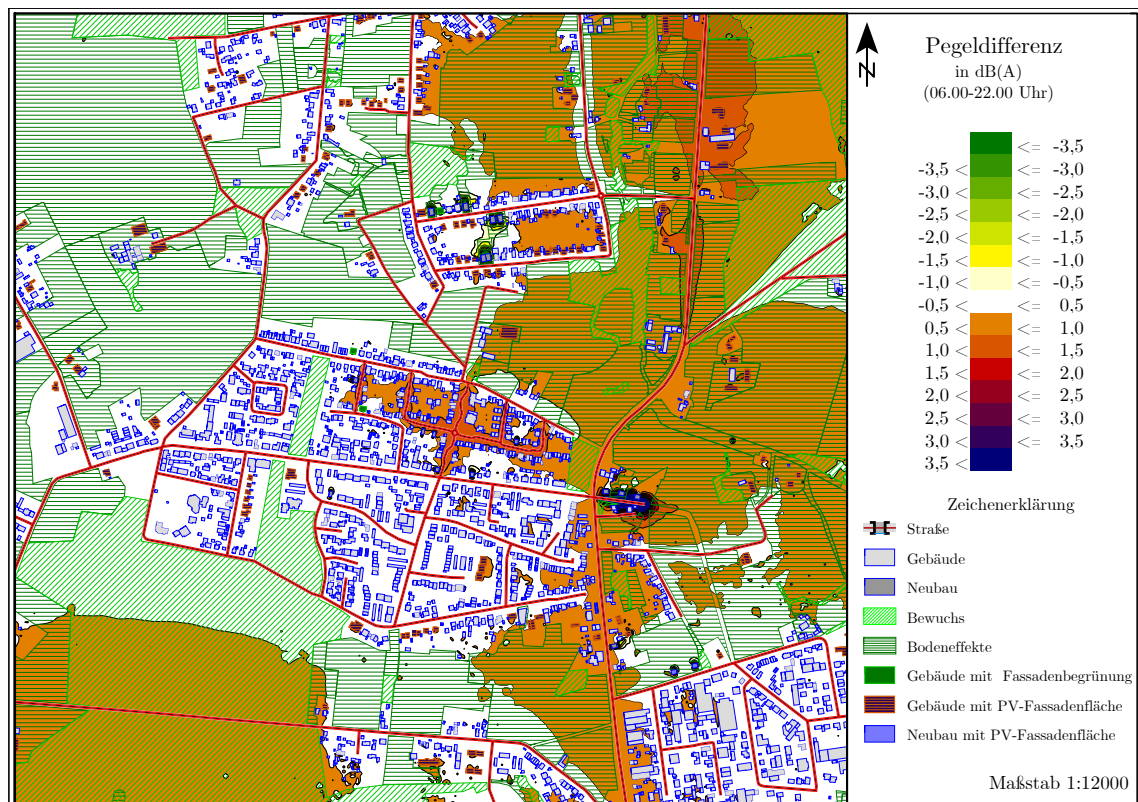 Pegeldifferenz
in dB(A)
(06.00-22.00 Uhr)
<= -3,5
-3,5 < <= -3,0
-3,0 < <= -2,5
-2,5 < <= -2,0
-2,0 < <= -1,5
-1,5 < <= -1,0
-1,0 < <= -0,5
-0,5 < <= 0,5
0,5 < <= 1,0
1,0 < <= 1,5
1,5 < <= 2,0
2,0 < <= 2,5
2,5 < <= 3,0
3,0 < <= 3,5
3,5 <
Zeichenerklärung
Straße
Gebäude
Neubau
Bewuchs
Bodeneffekte
Gebäude mit Fassadenbegrünung
Gebäude mit PV-Fassadenfläche
Neubau mit PV-Fassadenfläche
Maßstab 1:12000
N